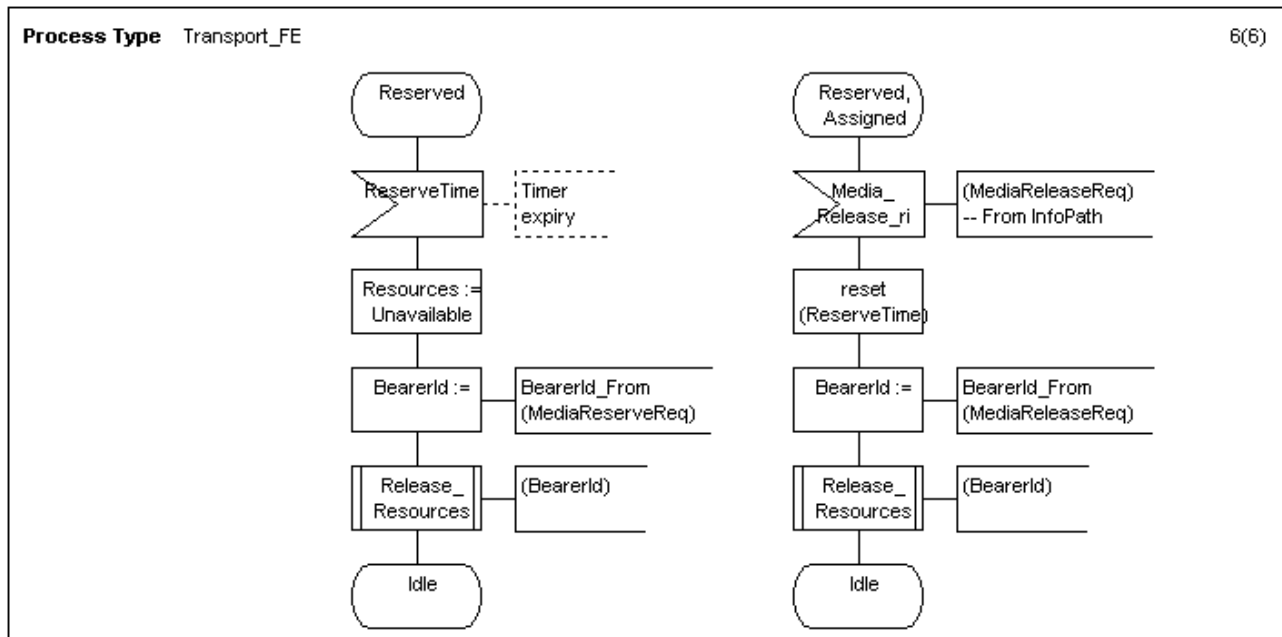 Process Type Transport_FE 6(6)
Reserved
ReserveTime
Timer
expiry
Resources :=
Unavailable
BearerId :=
BearerId_From
(MediaReserveReq)
Release_
Resources
(BearerId)
Idle
Reserved,
Assigned
Media_
Release_ri
(MediaReleaseReq)
-- From InfoPath
reset
(ReserveTime)
BearerId :=
BearerId_From
(MediaReleaseReq)
Release_
Resources
(BearerId)
Idle